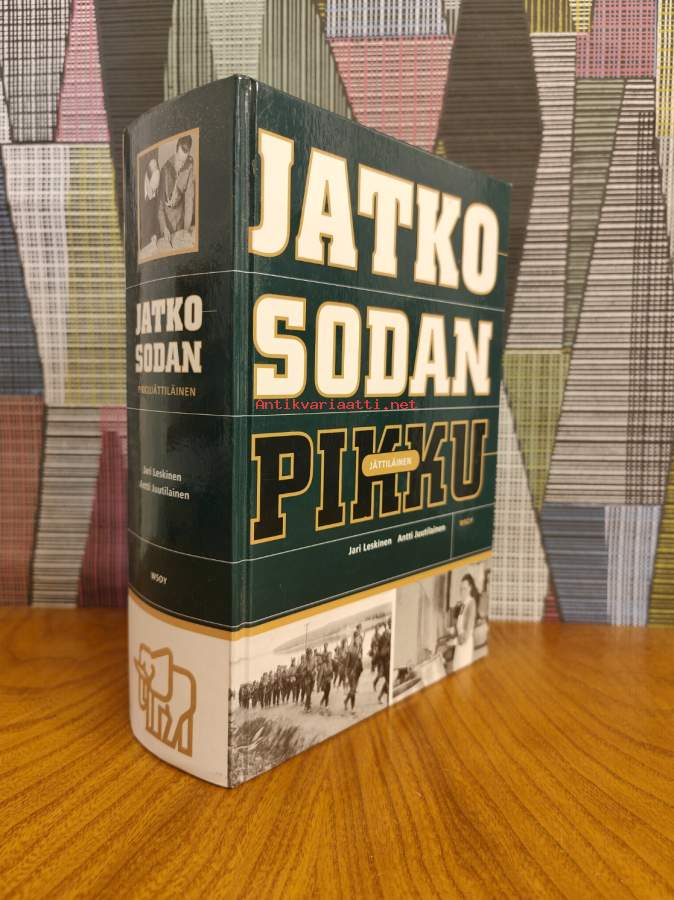 JATKO
SODAN
PIKKUJÄTTILÄINEN
Jari Leskinen
Antti Juutilainen
WSOY
JATKO
SODAN
Antikvariaatti.net
PIKKU
JÄTTILÄINEN
Jari Leskinen Antti Juutilainen
WSOY